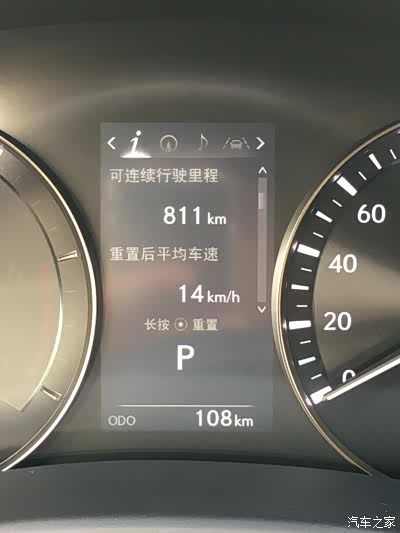 可连续行驶里程
811 km
重置后平均车速
14 km/h
长按 重置
P
ODO 108 km
60
40
20
0
汽车之家